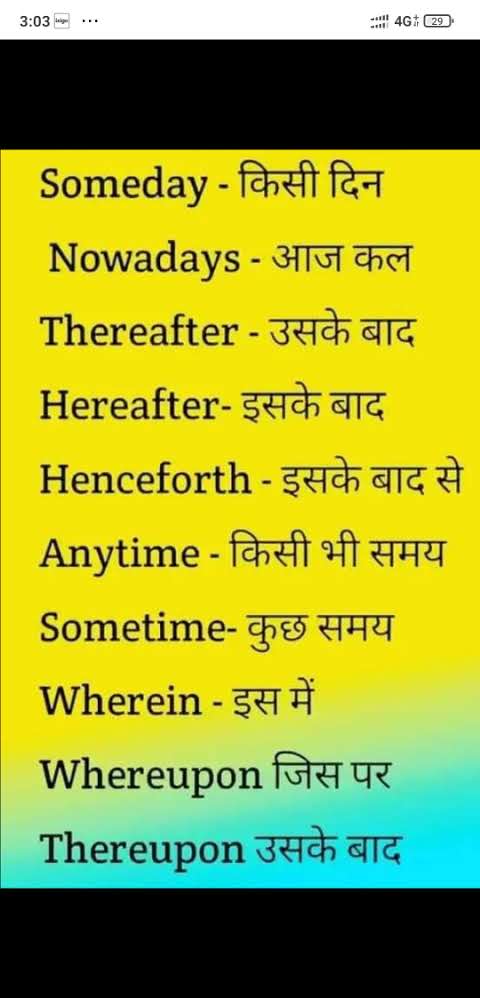 3:03 ...
4G+ 29
Someday - किसी दिन
Nowadays - आज कल
Thereafter - उसके बाद
Hereafter- इसके बाद
Henceforth - इसके बाद से
Anytime - किसी भी समय
Sometime- कुछ समय
Wherein - इस में
Whereupon जिस पर
Thereupon उसके बाद